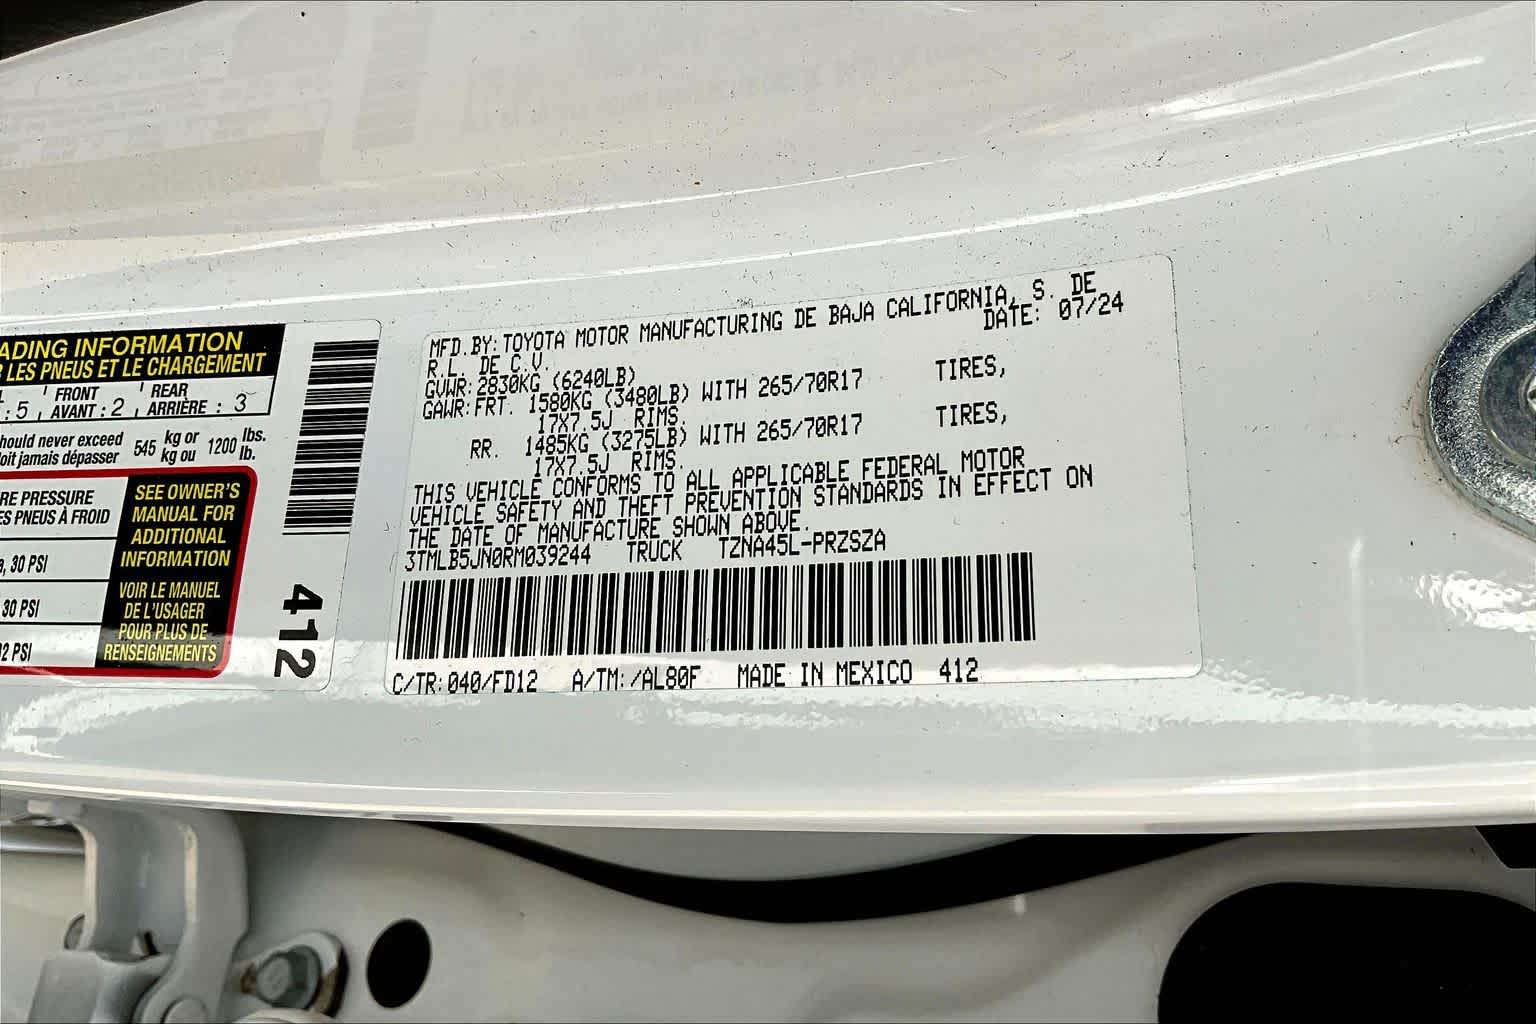 ADING INFORMATION
LES PNEUS ET LE CHARGEMENT
: 5
FRONT
AVANT : 2
REAR
ARRIÈRE : 3
hould never exceed
oit jamais dépasser
545
kg or
kg ou
1200
lbs.
lb.
RE PRESSURE
ES PNEUS À FROID
, 30 PSI
30 PSI
2 PSI
SEE OWNER'S
MANUAL FOR
ADDITIONAL
INFORMATION
VOIR LE MANUEL
DE L'USAGER
POUR PLUS DE
RENSEIGNEMENTS
412
MFD. BY: TOYOTA MOTOR MANUFACTURING DE BAJA CALIFORNIA, S. DE
R.L. DE C.V. DATE: 07/24
GVWR: 2830KG (6240LB)
GAWR: FRT. 1580KG (3480LB) WITH 265/70R17 TIRES,
17X7.5J RIMS.
RR. 1485KG (3275LB) WITH 265/70R17 TIRES,
17X7.5J RIMS.
THIS VEHICLE CONFORMS TO ALL APPLICABLE FEDERAL MOTOR
VEHICLE SAFETY AND THEFT PREVENTION STANDARDS IN EFFECT ON
THE DATE OF MANUFACTURE SHOWN ABOVE.
3TMLB5JN0RM039244 TRUCK TZNA45L-PRZSZA
C/TR: 040/FD12 A/TM: /AL80F MADE IN MEXICO 412